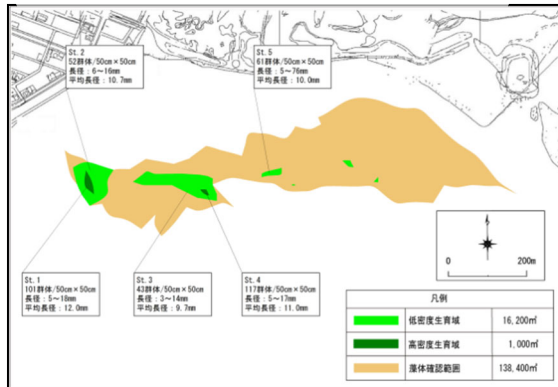 St. 2
52群体/50cm×50cm
長径：6～16mm
平均長径：10.7mm
St. 5
61群体/50cm×50cm
長径：5～76mm
平均長径：10.0mm
St. 1
101群体/50cm×50cm
長径：5～18mm
平均長径：12.0mm
St. 3
43群体/50cm×50cm
長径：3～14mm
平均長径：9.7mm
St. 4
117群体/50cm×50cm
長径：5～17mm
平均長径：11.0mm
0 200m
凡例
低密度生育域 16,200㎡
高密度生育域 1,000㎡
藻体確認範囲 138,400㎡